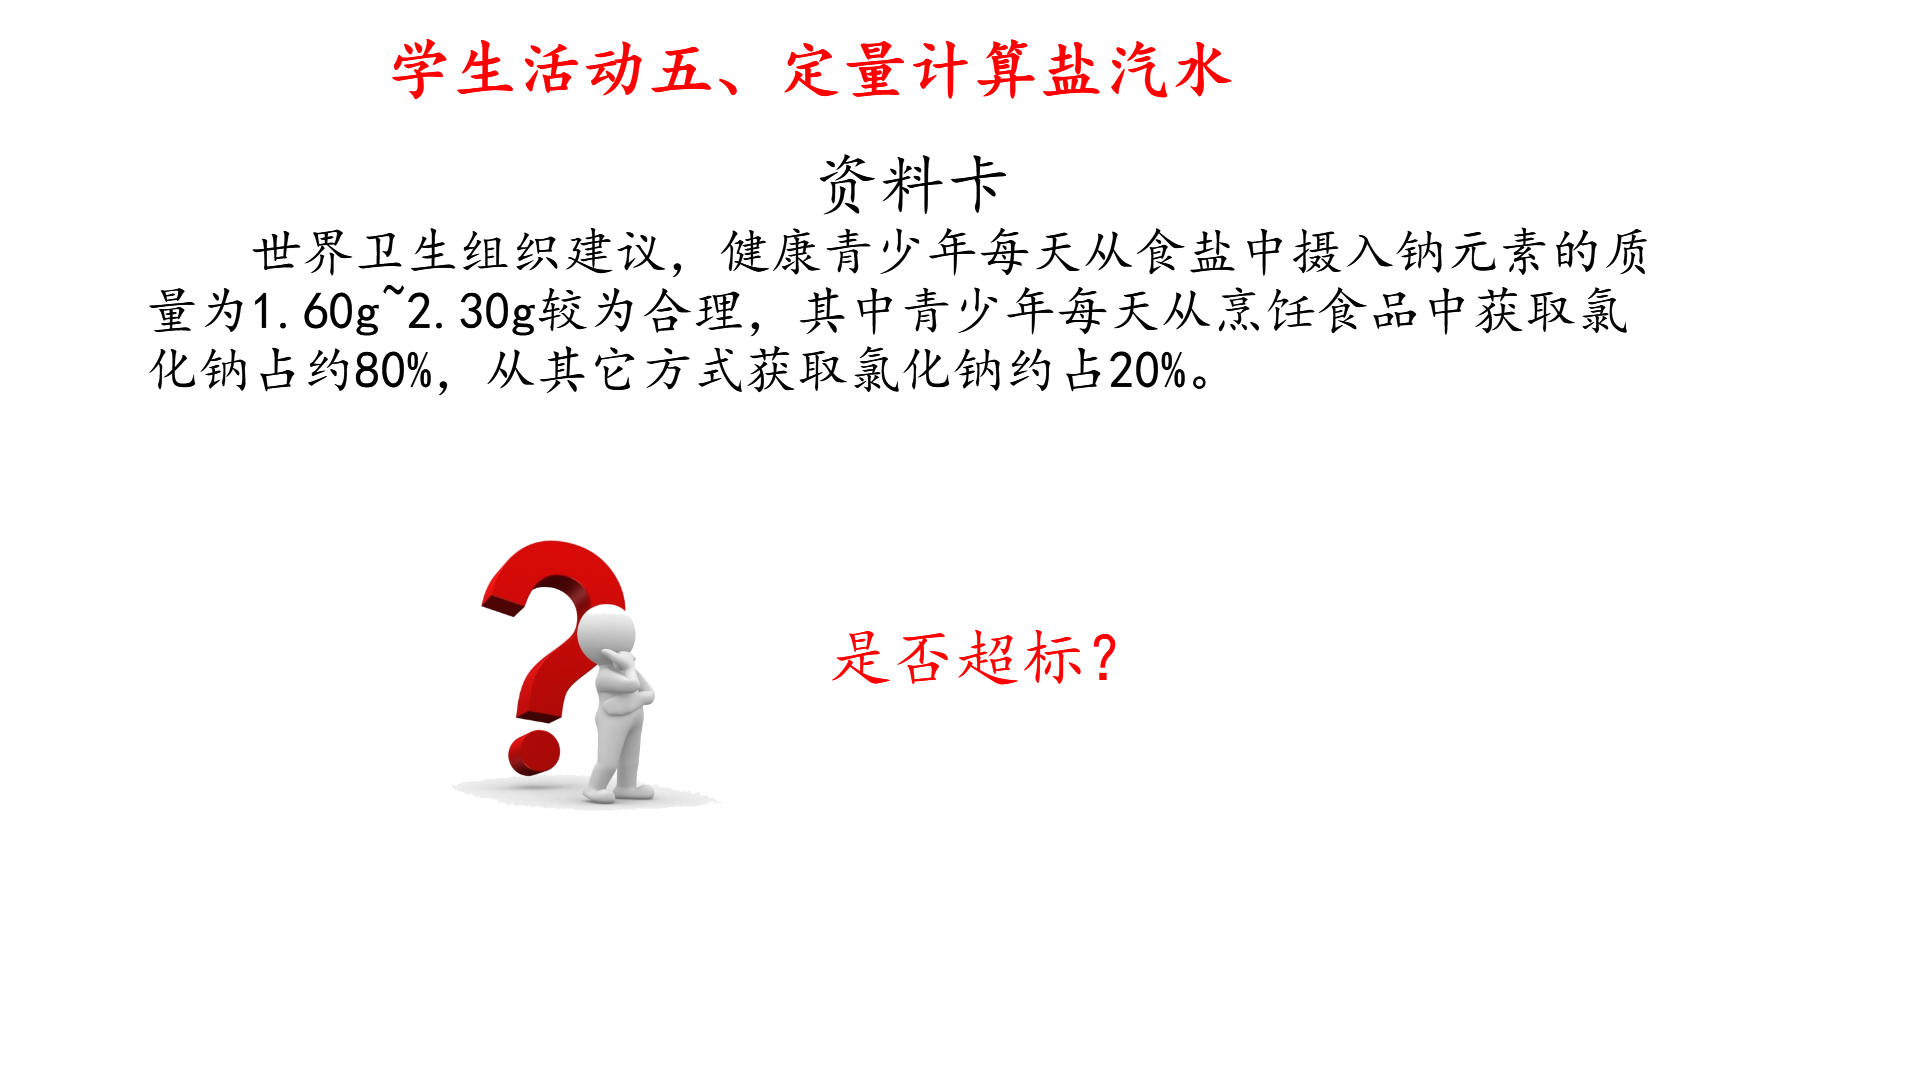 学生活动五、定量计算盐汽水
资料卡
世界卫生组织建议，健康青少年每天从食盐中摄入钠元素的质
量为1.60g~2.30g较为合理，其中青少年每天从烹饪食品中获取氯
化钠占约80%，从其它方式获取氯化钠约占20%。
是否超标？